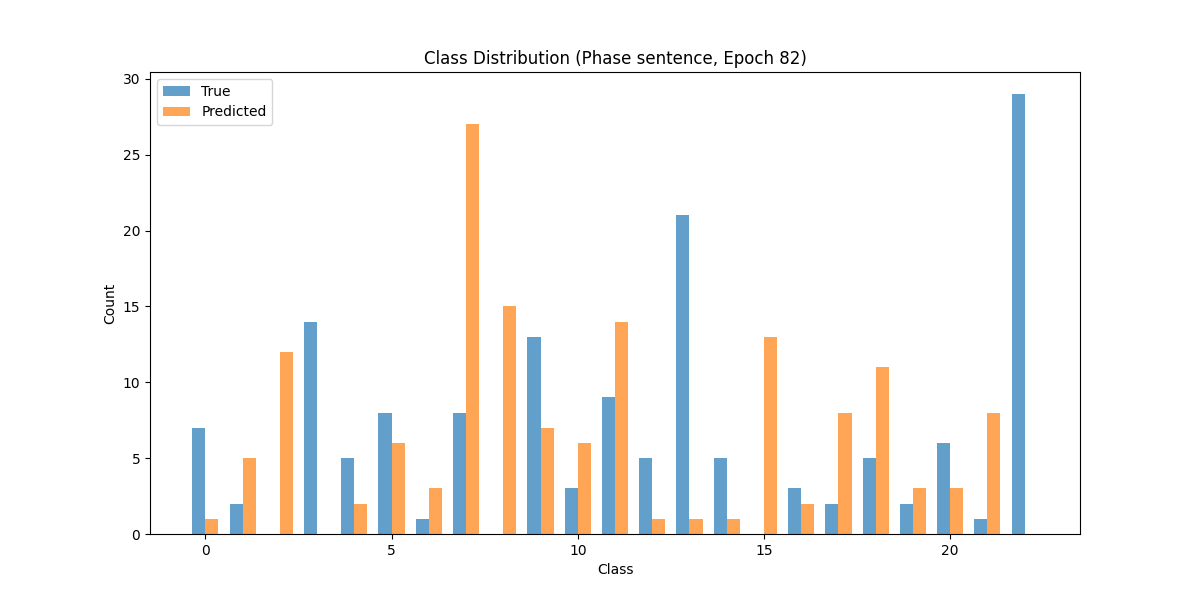 Class Distribution (Phase sentence, Epoch 82)
True
Predicted
30
25
20
15
10
5
0
Count
0 5 10 15 20
Class